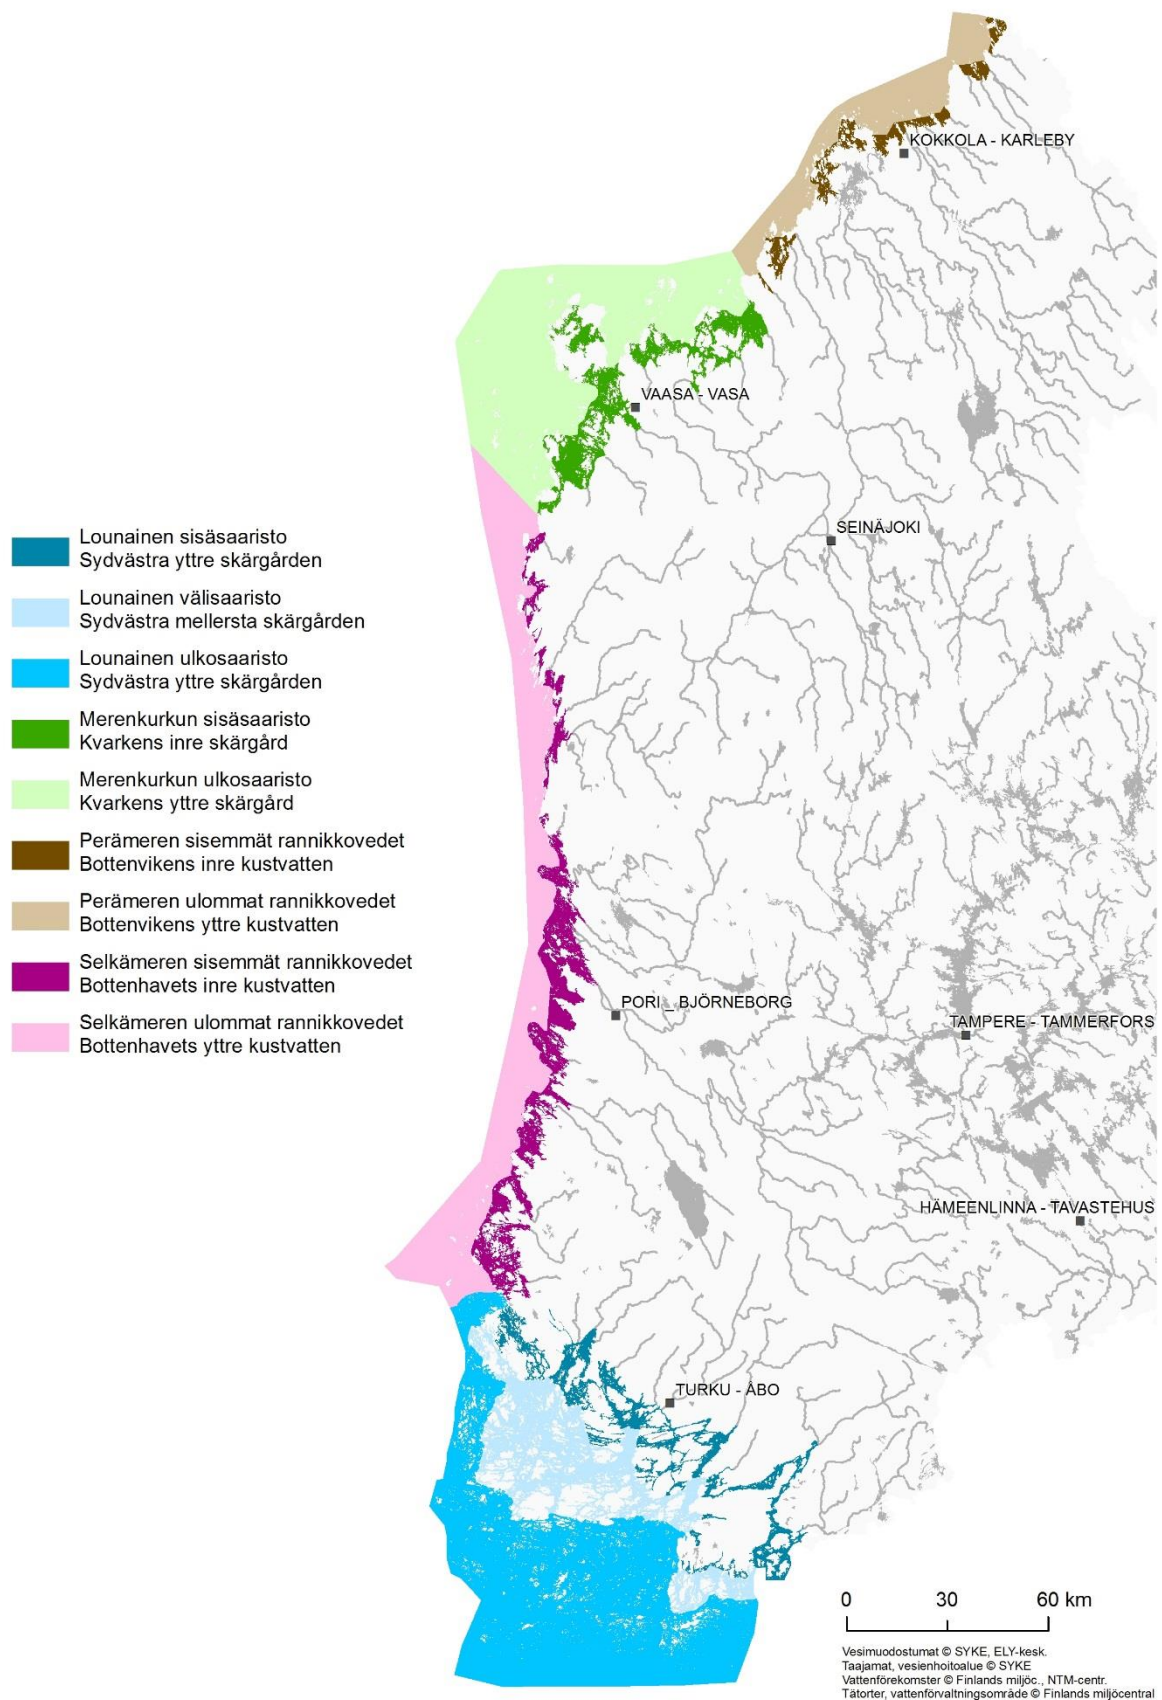 KOKKOLA - KARLEBY
VAASA - VASA
SEINÄJOKI
Lounainen sisäsaaristo
Sydvästra yttre skärgården
Lounainen välisaaristo
Sydvästra mellersta skärgården
Lounainen ulkosaaristo
Sydvästra yttre skärgården
Merenkurkun sisäsaaristo
Kvarkens inre skärgård
Merenkurkun ulkosaaristo
Kvarkens yttre skärgård
Perämeren sisemmät rannikkovedet
Bottenvikens inre kustvatten
Perämeren ulommat rannikkovedet
Bottenvikens yttre kustvatten
Selkämeren sisemmät rannikkovedet
Bottenhavets inre kustvatten
Selkämeren ulommat rannikkovedet
Bottenhavets yttre kustvatten
PORI _ BJÖRNEBORG
TAMPERE - TAMMERFORS
HÄMEENLINNA - TAVASTEHUS
TURKU - ÅBO
0 30 60 km
Vesimuodostumat © SYKE, ELY-kesk.
Taajamat, vesienhoitoalue © SYKE
Vattenförekomster © Finlands miljöc., NTM-centr.
Tätorter, vattenförvaltningsområde © Finlands miljöcentral